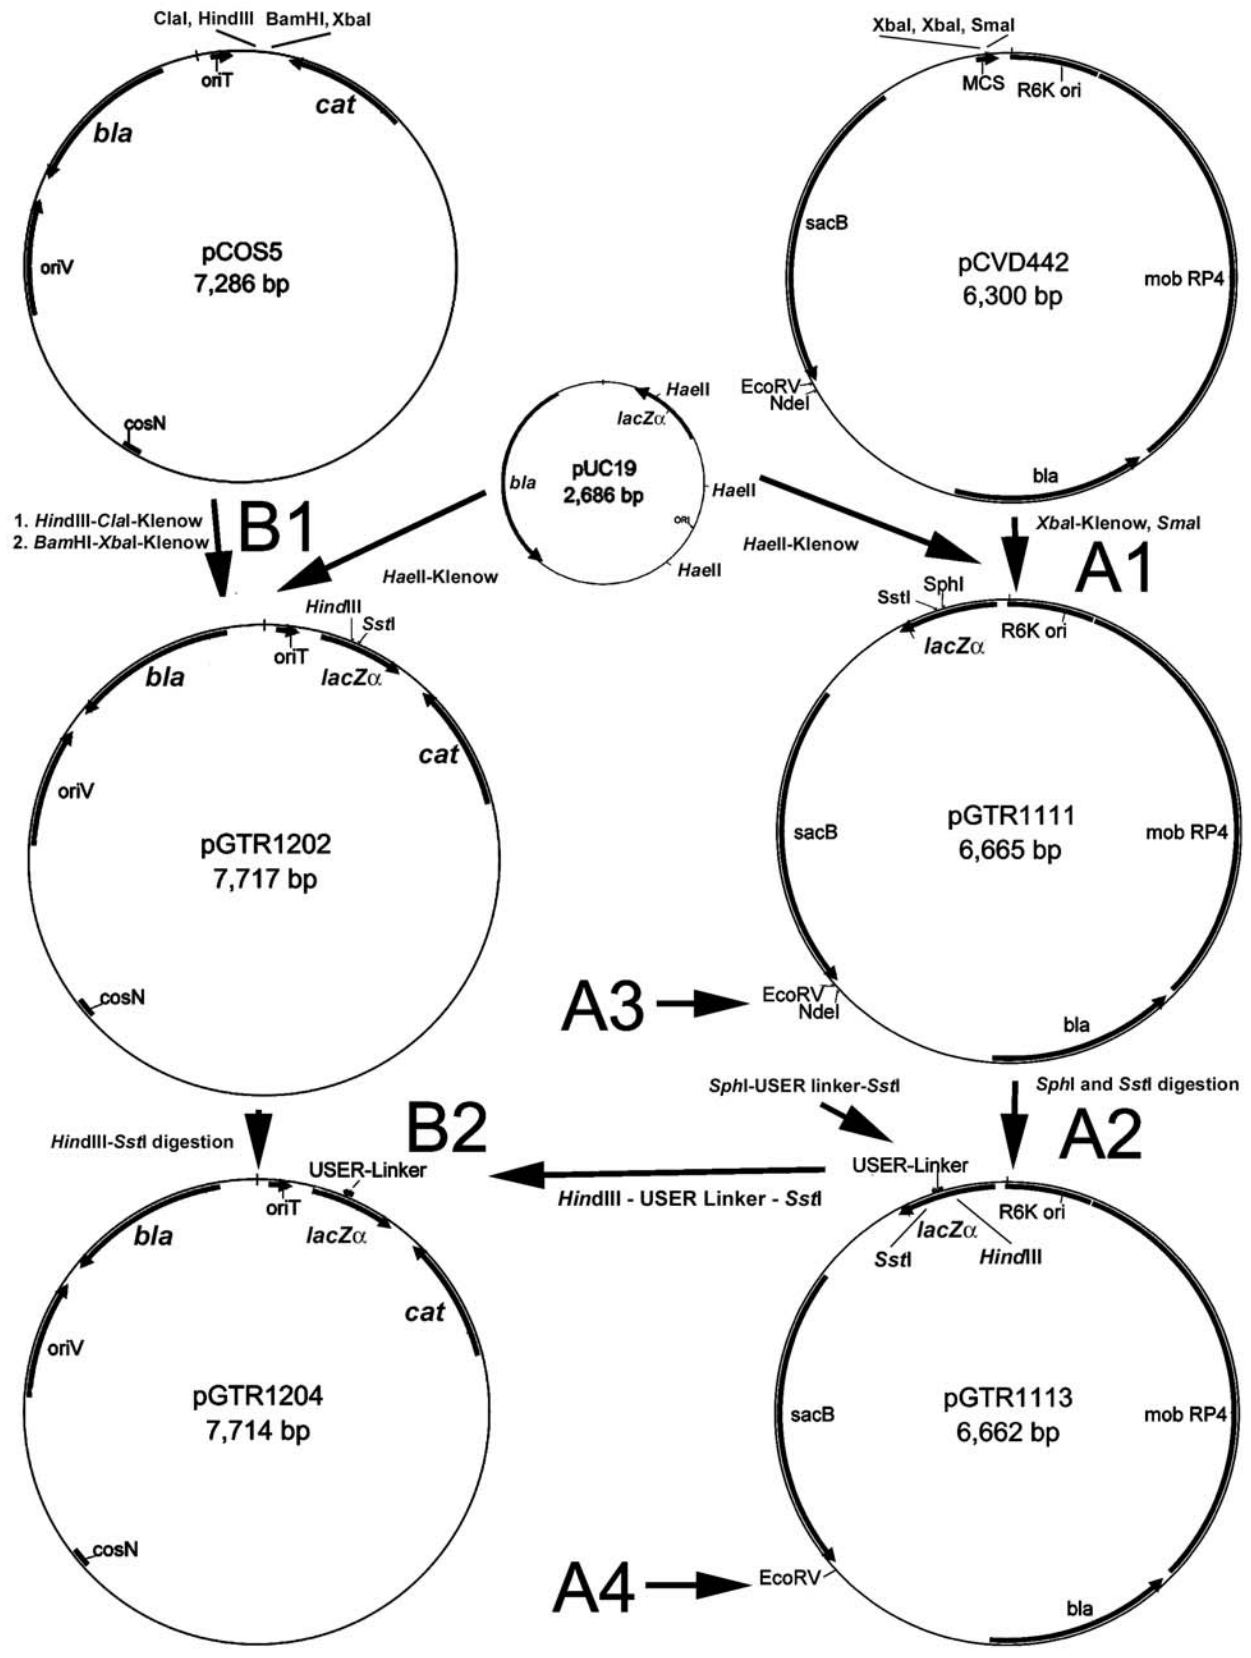 ClaI, HindIII BamHI, XbaI
oriT
cat
bla
oriV
pCOS5
7,286 bp
cosN
XbaI, XbaI, SmaI
MCS
R6K ori
sacB
pCVD442
6,300 bp
mob RP4
EcoRV
NdeI
bla
HaeII
lacZα
pUC19
2,686 bp
bla
HaeII
ORI
HaeII
1. HindIII-ClaI-Klenow
2. BamHI-XbaI-Klenow
B1
HaeII-Klenow
HaeII-Klenow
XbaI-Klenow, SmaI
A1
HindIII
SstI
oriT
lacZα
bla
cat
oriV
pGTR1202
7,717 bp
cosN
SphI
SstI
R6K ori
lacZα
pGTR1111
6,665 bp
sacB
mob RP4
A3
EcoRV
NdeI
bla
SphI-USER linker-SstI
SphI and SstI digestion
A2
B2
HindIII-SstI digestion
HindIII - USER Linker - SstI
USER-Linker
oriT
lacZα
bla
cat
oriV
pGTR1204
7,714 bp
cosN
USER-Linker
R6K ori
lacZα
SstI
HindIII
pGTR1113
6,662 bp
sacB
mob RP4
A4
EcoRV
bla